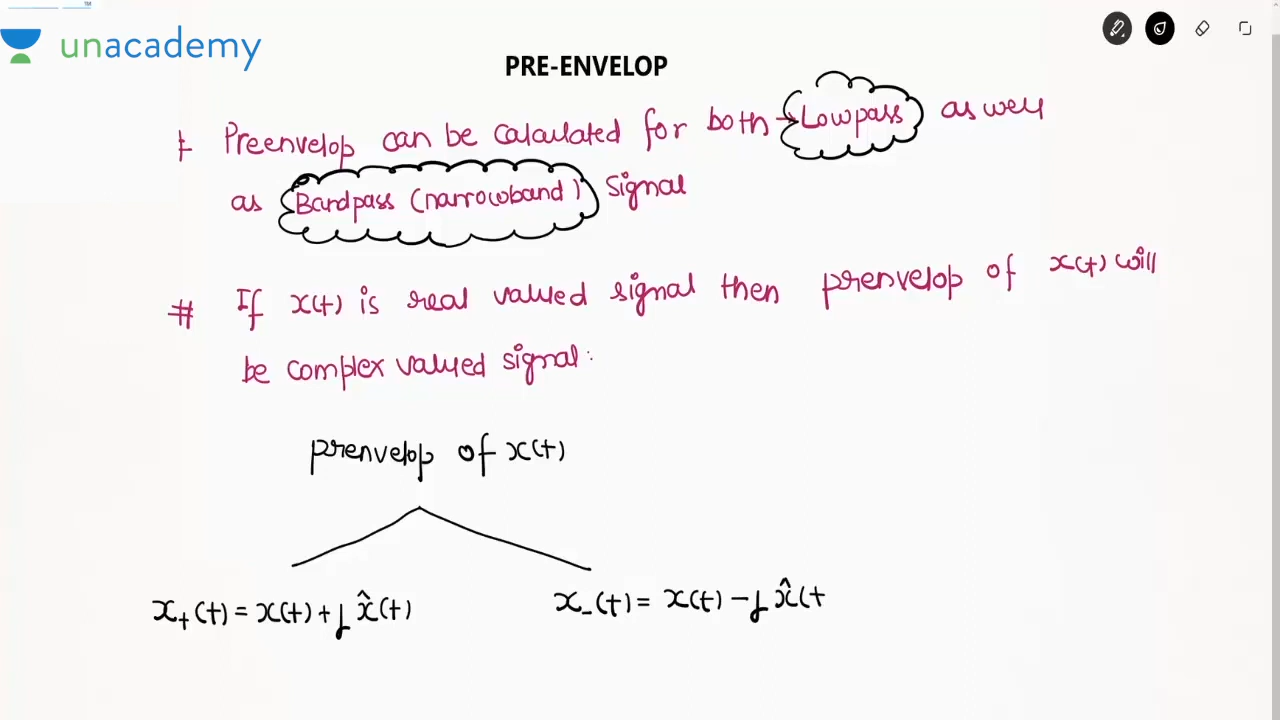 TM
unacademy
PRE-ENVELOP
# Preenvelop can be calculated for both → Lowpass as well
as Bandpass (narrowband) signal
# If x(t) is real valued signal then prenvelop of x(t) will
be complex valued signal:
prenvelop of x(t)
x₊(t) = x(t) + j x̂(t) x₋(t) = x(t) - j x̂(t